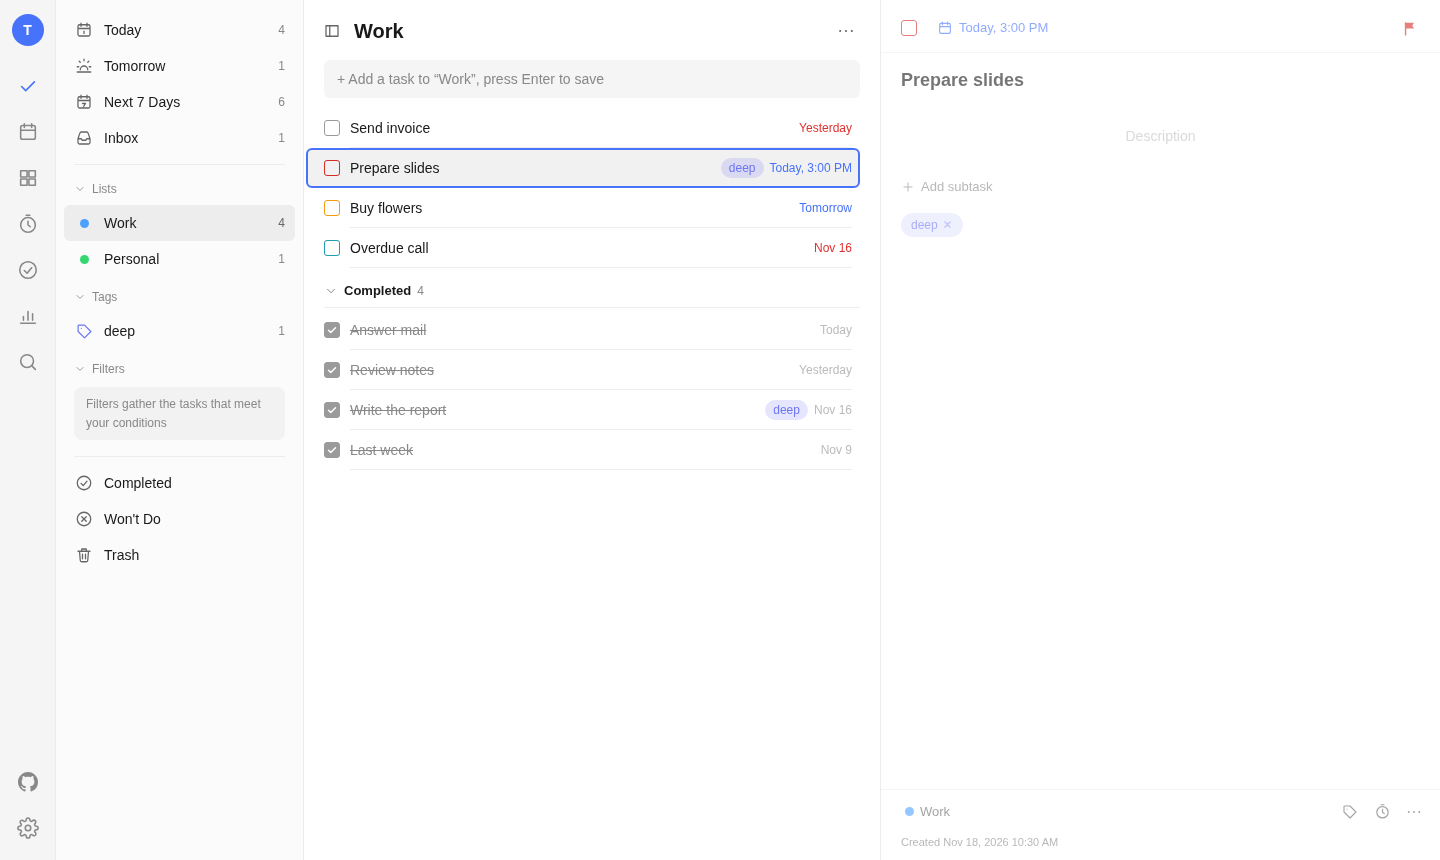 T
Today 4
Tomorrow 1
Next 7 Days 6
Inbox 1
Lists
Work 4
Personal 1
Tags
deep 1
Filters
Filters gather the tasks that meet
your conditions
Completed
Won't Do
Trash
Work
+ Add a task to “Work”, press Enter to save
Send invoice Yesterday
Prepare slides deep Today, 3:00 PM
Buy flowers Tomorrow
Overdue call Nov 16
Completed 4
Answer mail Today
Review notes Yesterday
Write the report deep Nov 16
Last week Nov 9
Today, 3:00 PM
Prepare slides
Description
Add subtask
deep
Work
Created Nov 18, 2026 10:30 AM